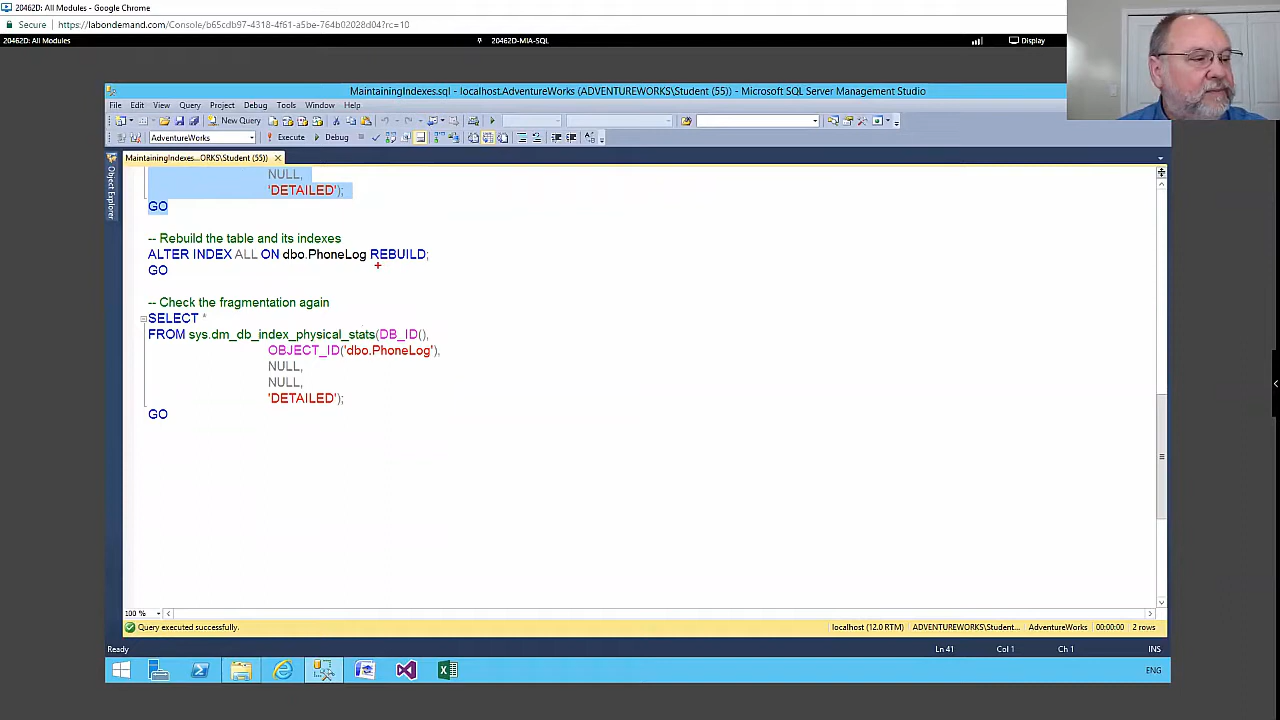 20462D: All Modules - Google Chrome
Secure https://labondemand.com/Console/b65cdb97-4318-4f61-a5be-764b02028d04?rc=10
20462D: All Modules 20462D-MIA-SQL Display
MaintainingIndexes.sql - localhost.AdventureWorks (ADVENTUREWORKS\Student (55)) - Microsoft SQL Server Management Studio
File Edit View Query Project Debug Tools Window Help
New Query
AdventureWorks Execute Debug
MaintainingIndexes...ORKS\Student (55))
Object Explorer
NULL,
'DETAILED');
GO
-- Rebuild the table and its indexes
ALTER INDEX ALL ON dbo.PhoneLog REBUILD;
GO
-- Check the fragmentation again
SELECT *
FROM sys.dm_db_index_physical_stats(DB_ID(),
OBJECT_ID('dbo.PhoneLog'),
NULL,
NULL,
'DETAILED');
GO
100 %
Query executed successfully. localhost (12.0 RTM) ADVENTUREWORKS\Student... AdventureWorks 00:00:00 2 rows
Ready Ln 41 Col 1 Ch 1 INS
ENG